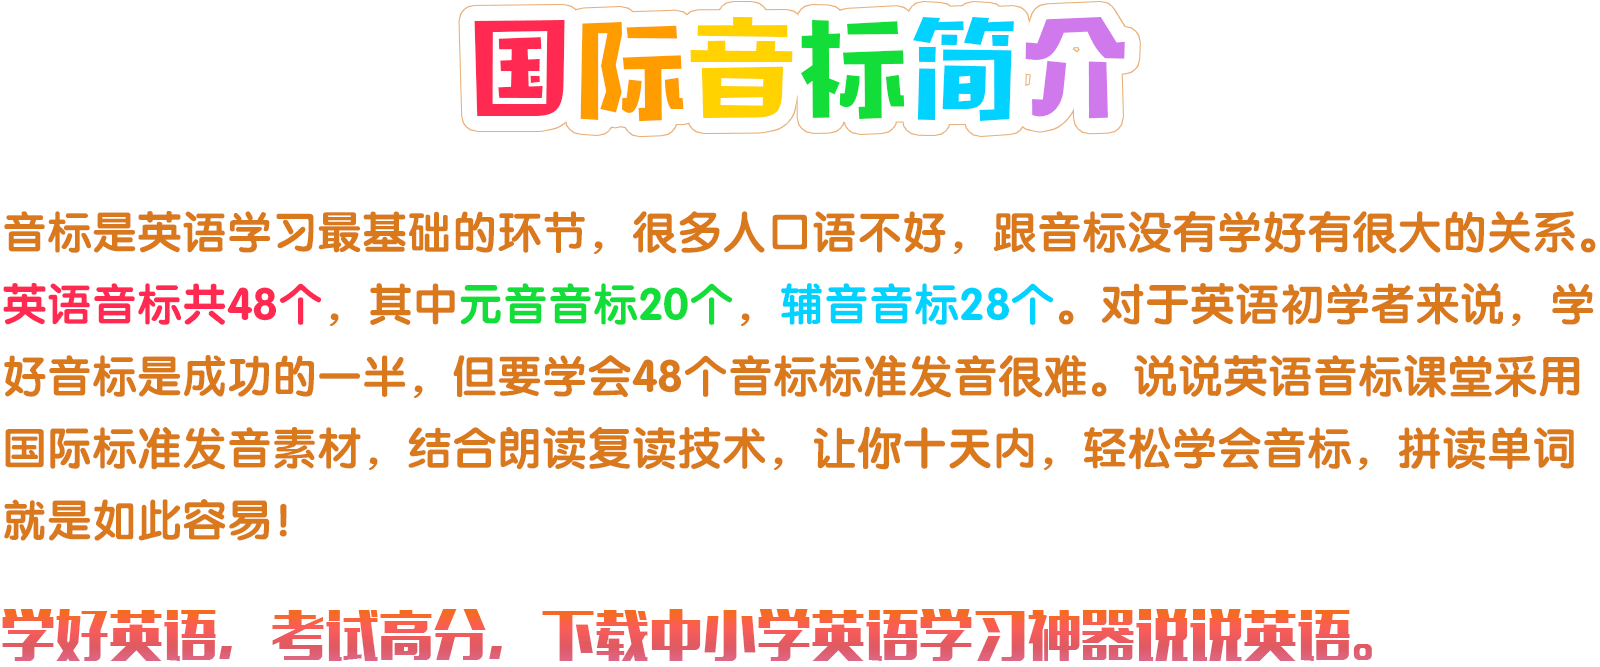 国际音标简介
音标是英语学习最基础的环节，很多人口语不好，跟音标没有学好有很大的关系。
英语音标共48个，其中元音音标20个，辅音音标28个。对于英语初学者来说，学
好音标是成功的一半，但要学会48个音标标准发音很难。说说英语音标课堂采用
国际标准发音素材，结合朗读复读技术，让你十天内，轻松学会音标，拼读单词
就是如此容易！
学好英语，考试高分，下载中小学英语学习神器说说英语。